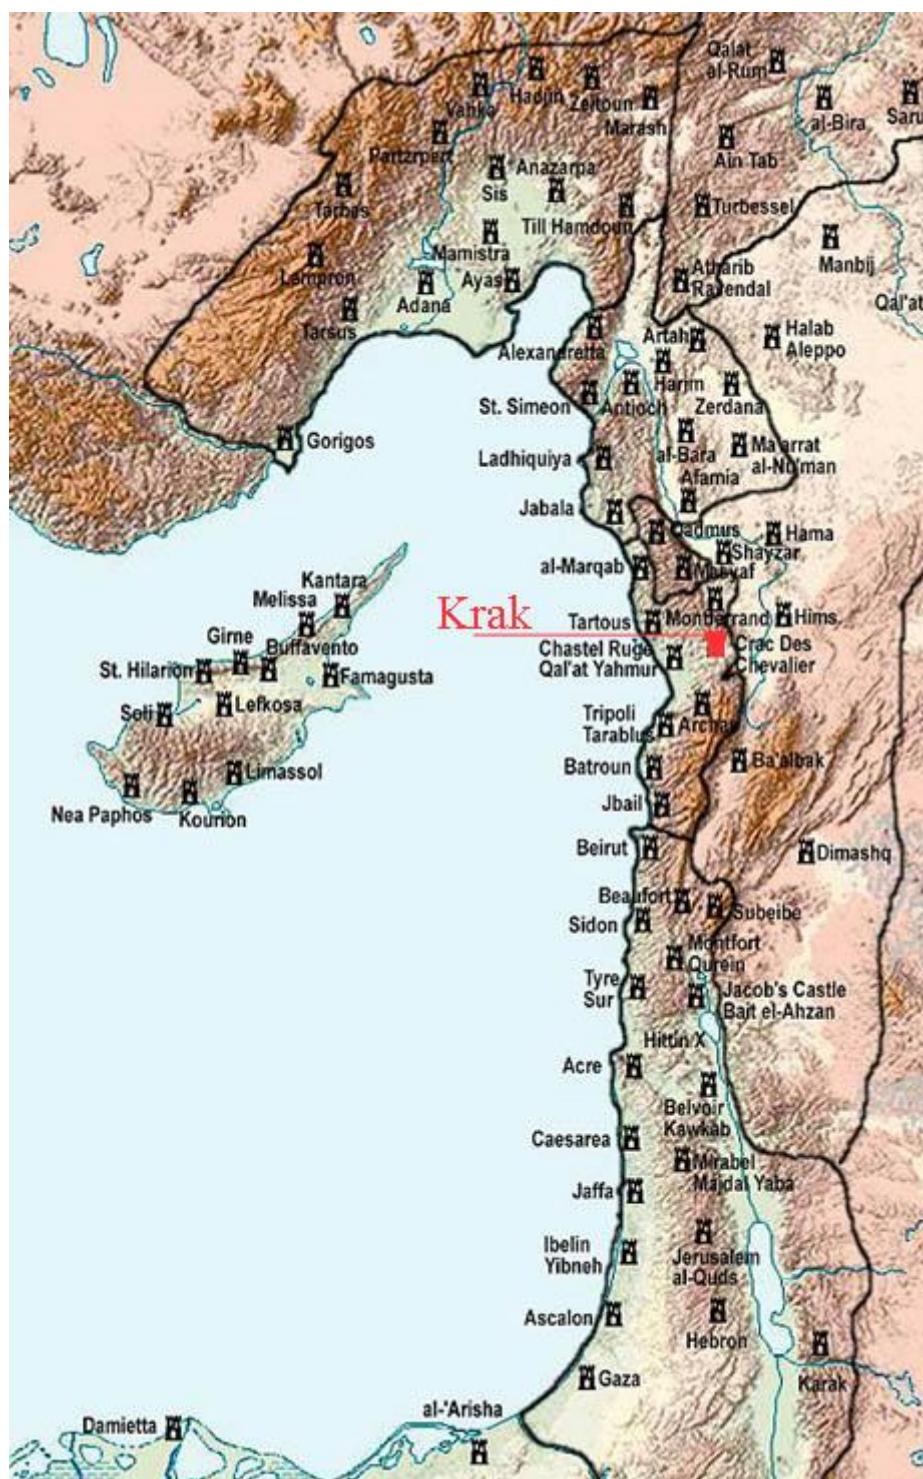 Qalat
al-Rum
Hadjin
Vahka
Zeitoun
Marash
al-Bira
Saru
Partzrpert
Ain Tab
Anazarpa
Sis
Tarbas
Till Hamdoun
Turbessel
Mamistra
Lampron
Manbij
Adana
Ayas
Atharib
Ravendal
Qal'at
Tarsus
Alexandretta
Artah
Halab
Aleppo
Harim
St. Simeon
Antioch
Zerdana
Gorigos
al-Bara
Ma'arrat
al-Nu'man
Ladhiquiya
Afamia
Jabala
Qadmus
Hama
Shayzar
al-Marqab
Masyaf
Kantara
Melissa
Krak
Tartous
Montferrand
Hims
Girne
Buffavento
Chastel Ruge
Qal'at Yahmur
Crac Des
Chevalier
St. Hilarion
Famagusta
Lefkosa
Soli
Tripoli
Tarablus
Archas
Limassol
Batroun
Ba'albak
Nea Paphos
Kourion
Jbail
Beirut
Dimashq
Beaufort
Subeibe
Sidon
Montfort
Qurein
Tyre
Sur
Jacob's Castle
Bait el-Ahzan
Hittin X
Acre
Belvoir
Kawkab
Caesarea
Mirabel
Majdal Yaba
Jaffa
Ibelin
Yibneh
Jerusalem
al-Quds
Ascalon
Hebron
Gaza
Karak
al-'Arisha
Damietta